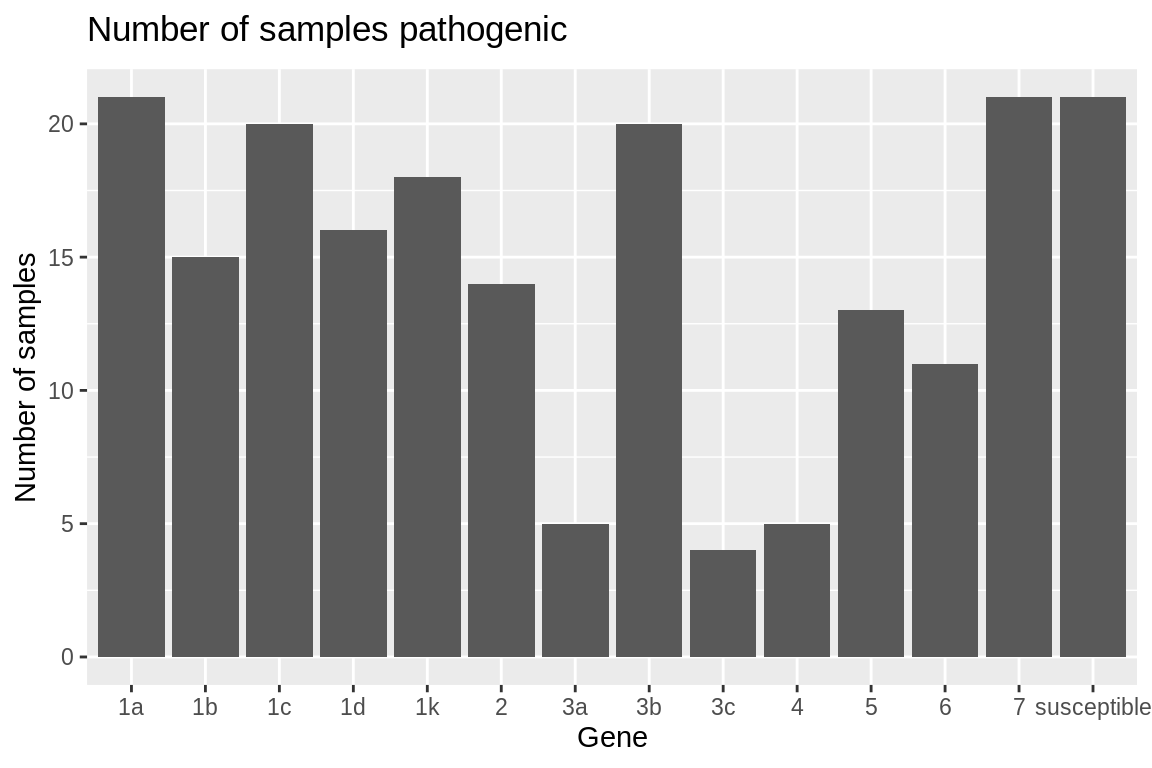 Number of samples pathogenic
Number of samples
20
15
10
5
0
1a 1b 1c 1d 1k 2 3a 3b 3c 4 5 6 7 susceptible
Gene